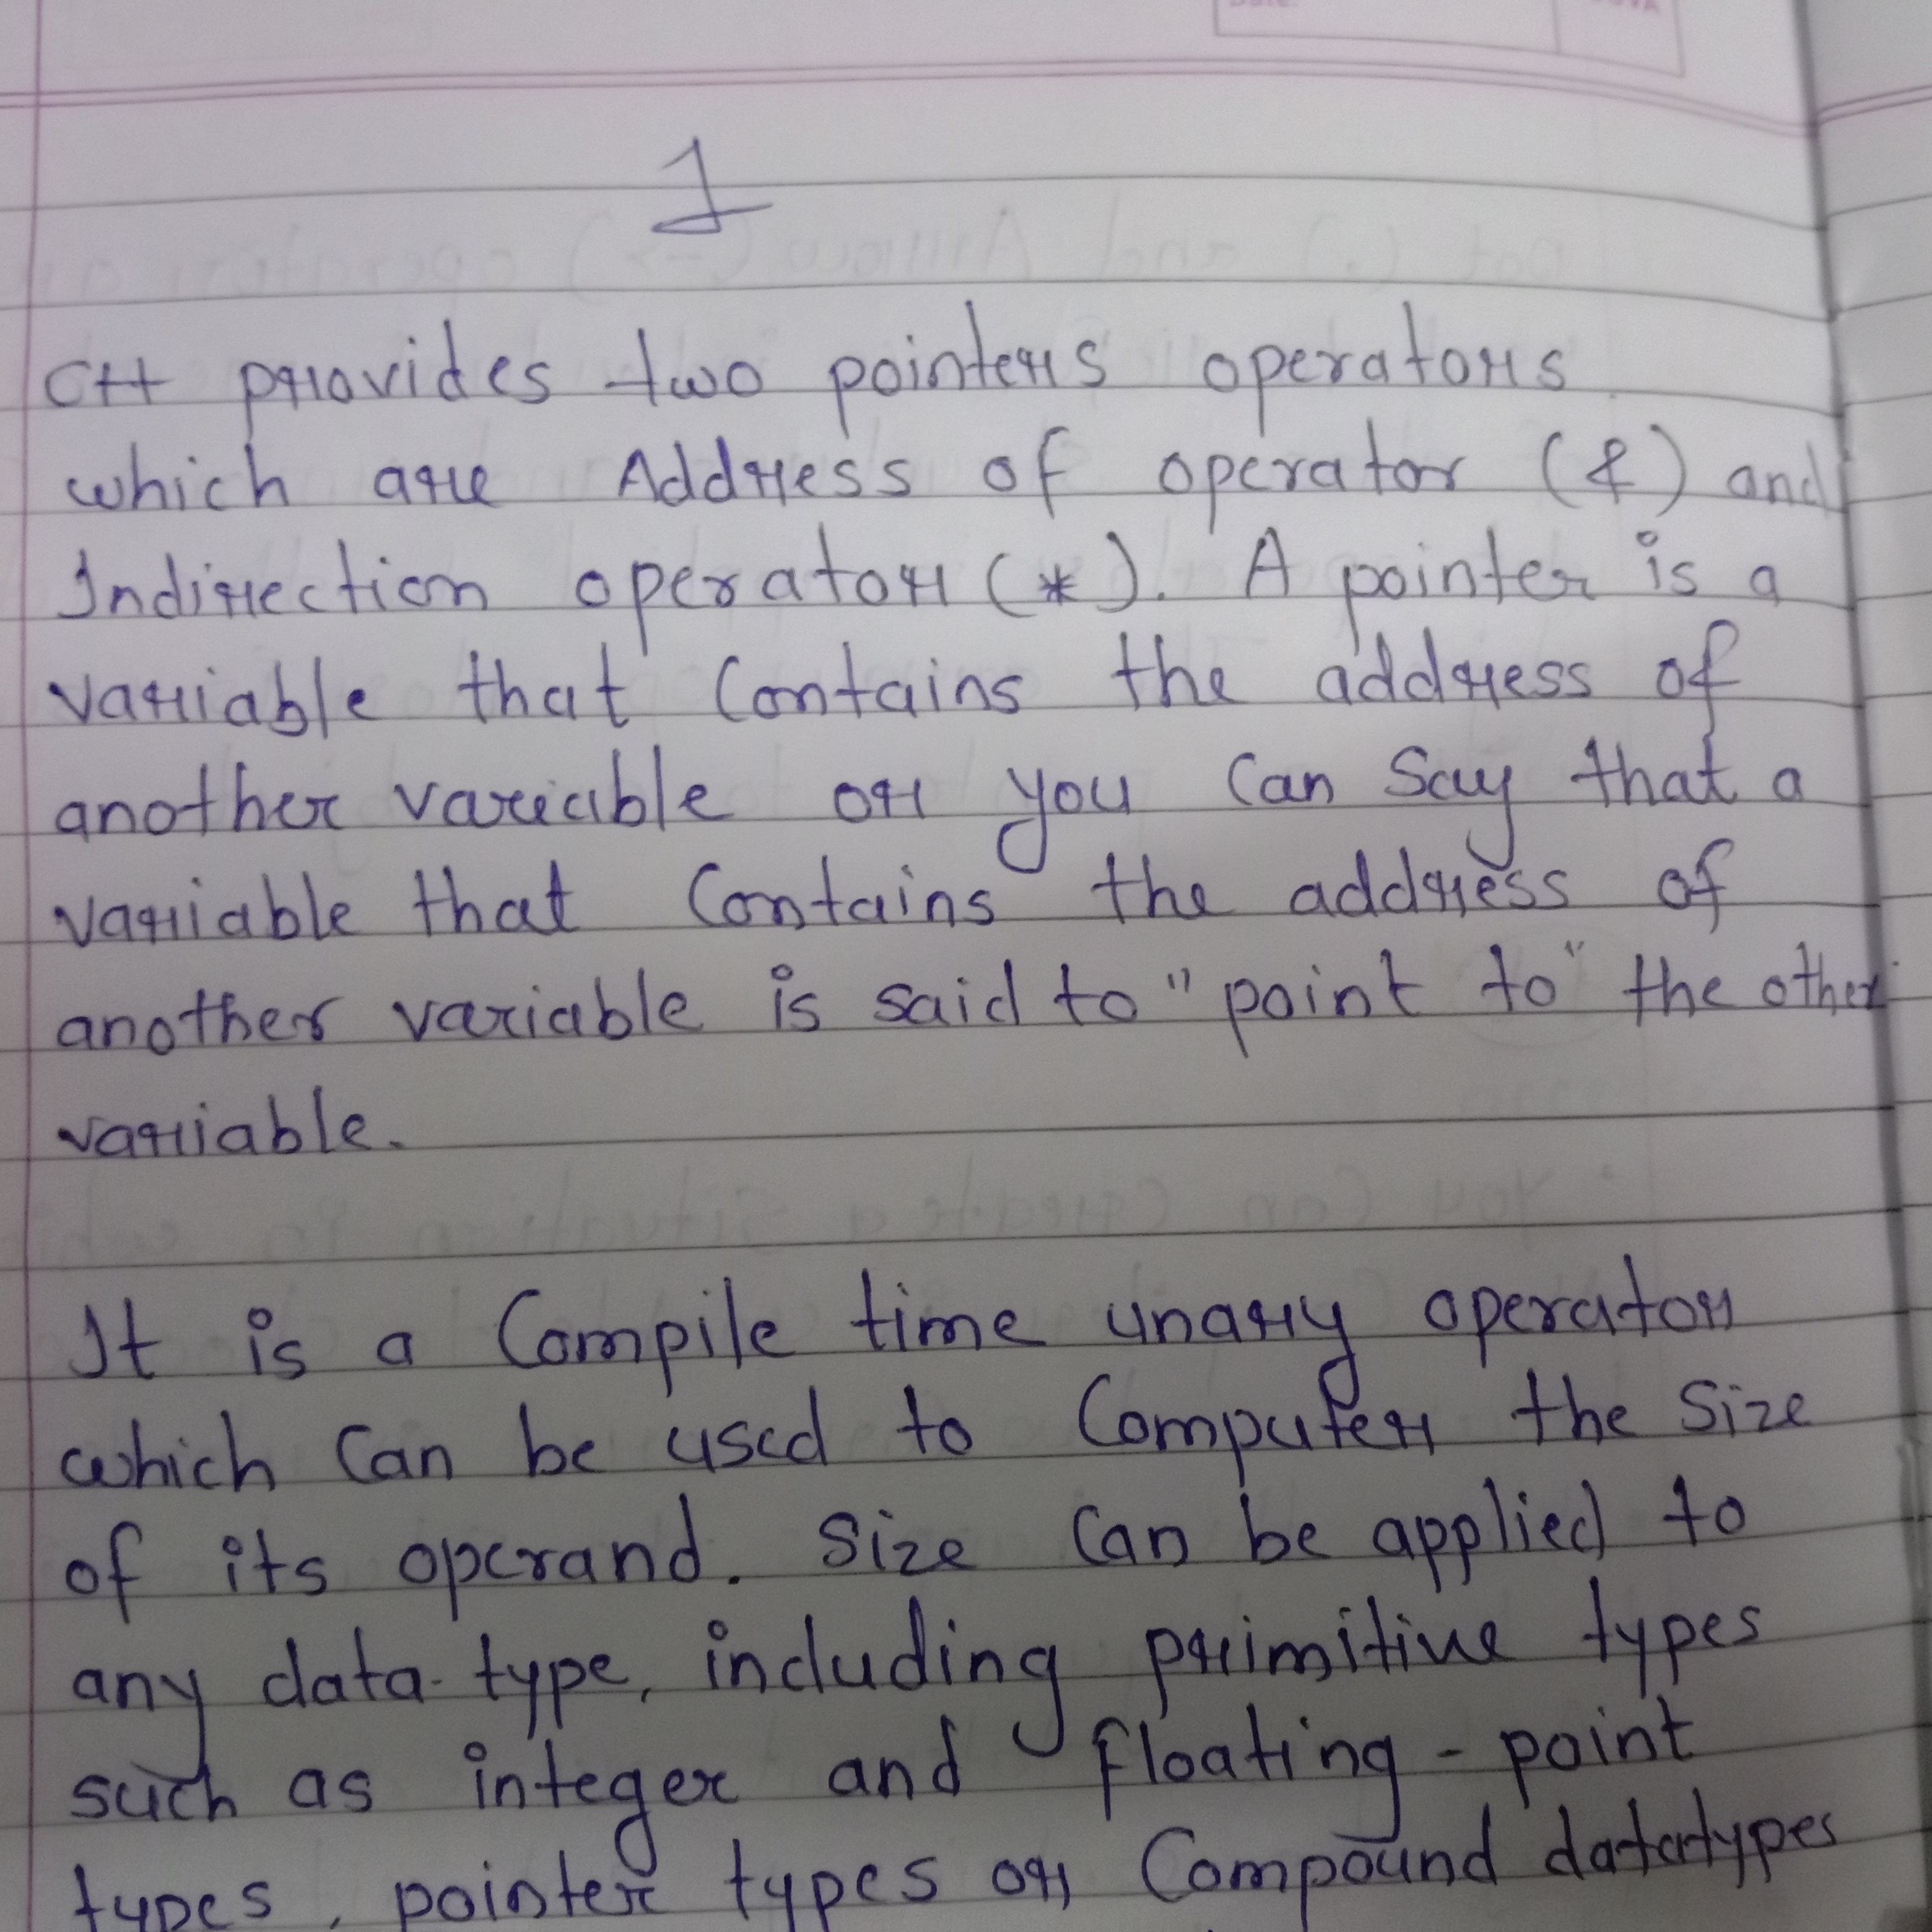 1
C++ provides two pointers operators
which are Address of operator (&) and
Indirection operator (*). A pointer is a
variable that Contains the address of
another variable or you Can Say that a
variable that Contains the address of
another variable is said to "point to" the other
variable.
It is a Compile time unary operator
which Can be used to Computer the Size
of its operand. Size Can be applied to
any data-type, including primitive types
such as integer and floating-point
types, pointer types or Compound datatypes